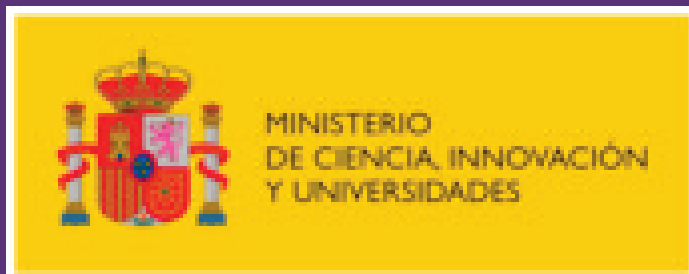 MINISTERIO
DE CIENCIA, INNOVACIÓN
Y UNIVERSIDADES